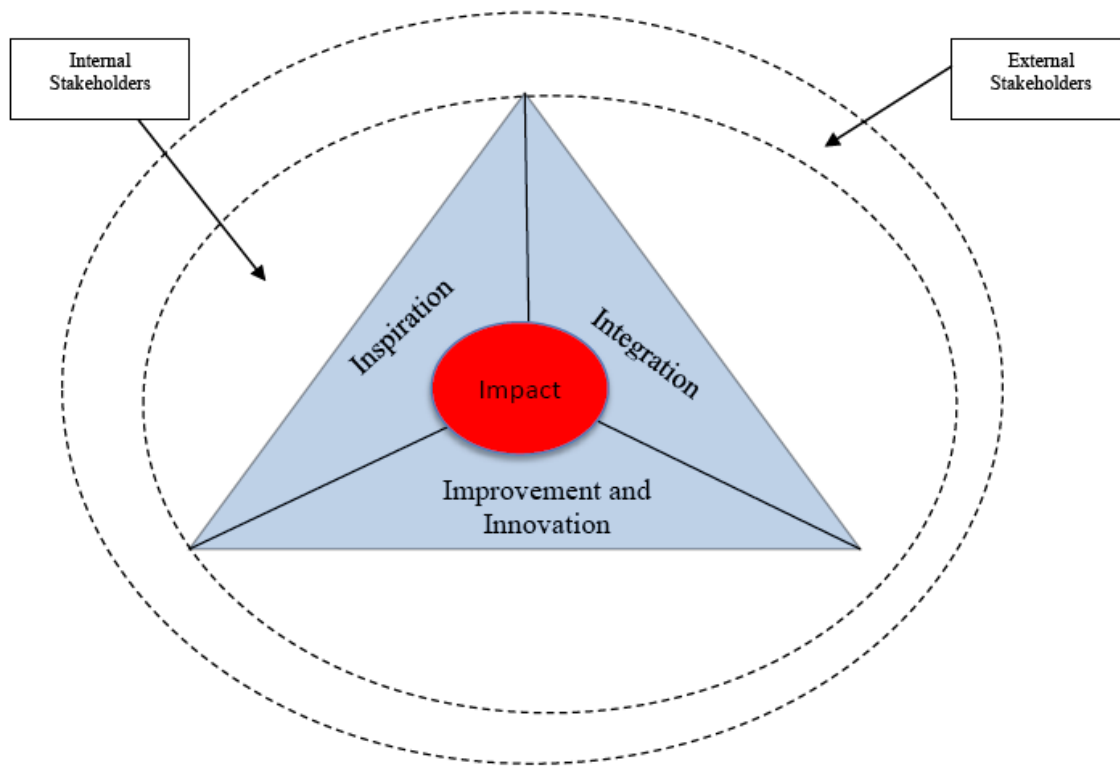 Internal
Stakeholders
External
Stakeholders
Inspiration
Integration
Impact
Improvement and
Innovation